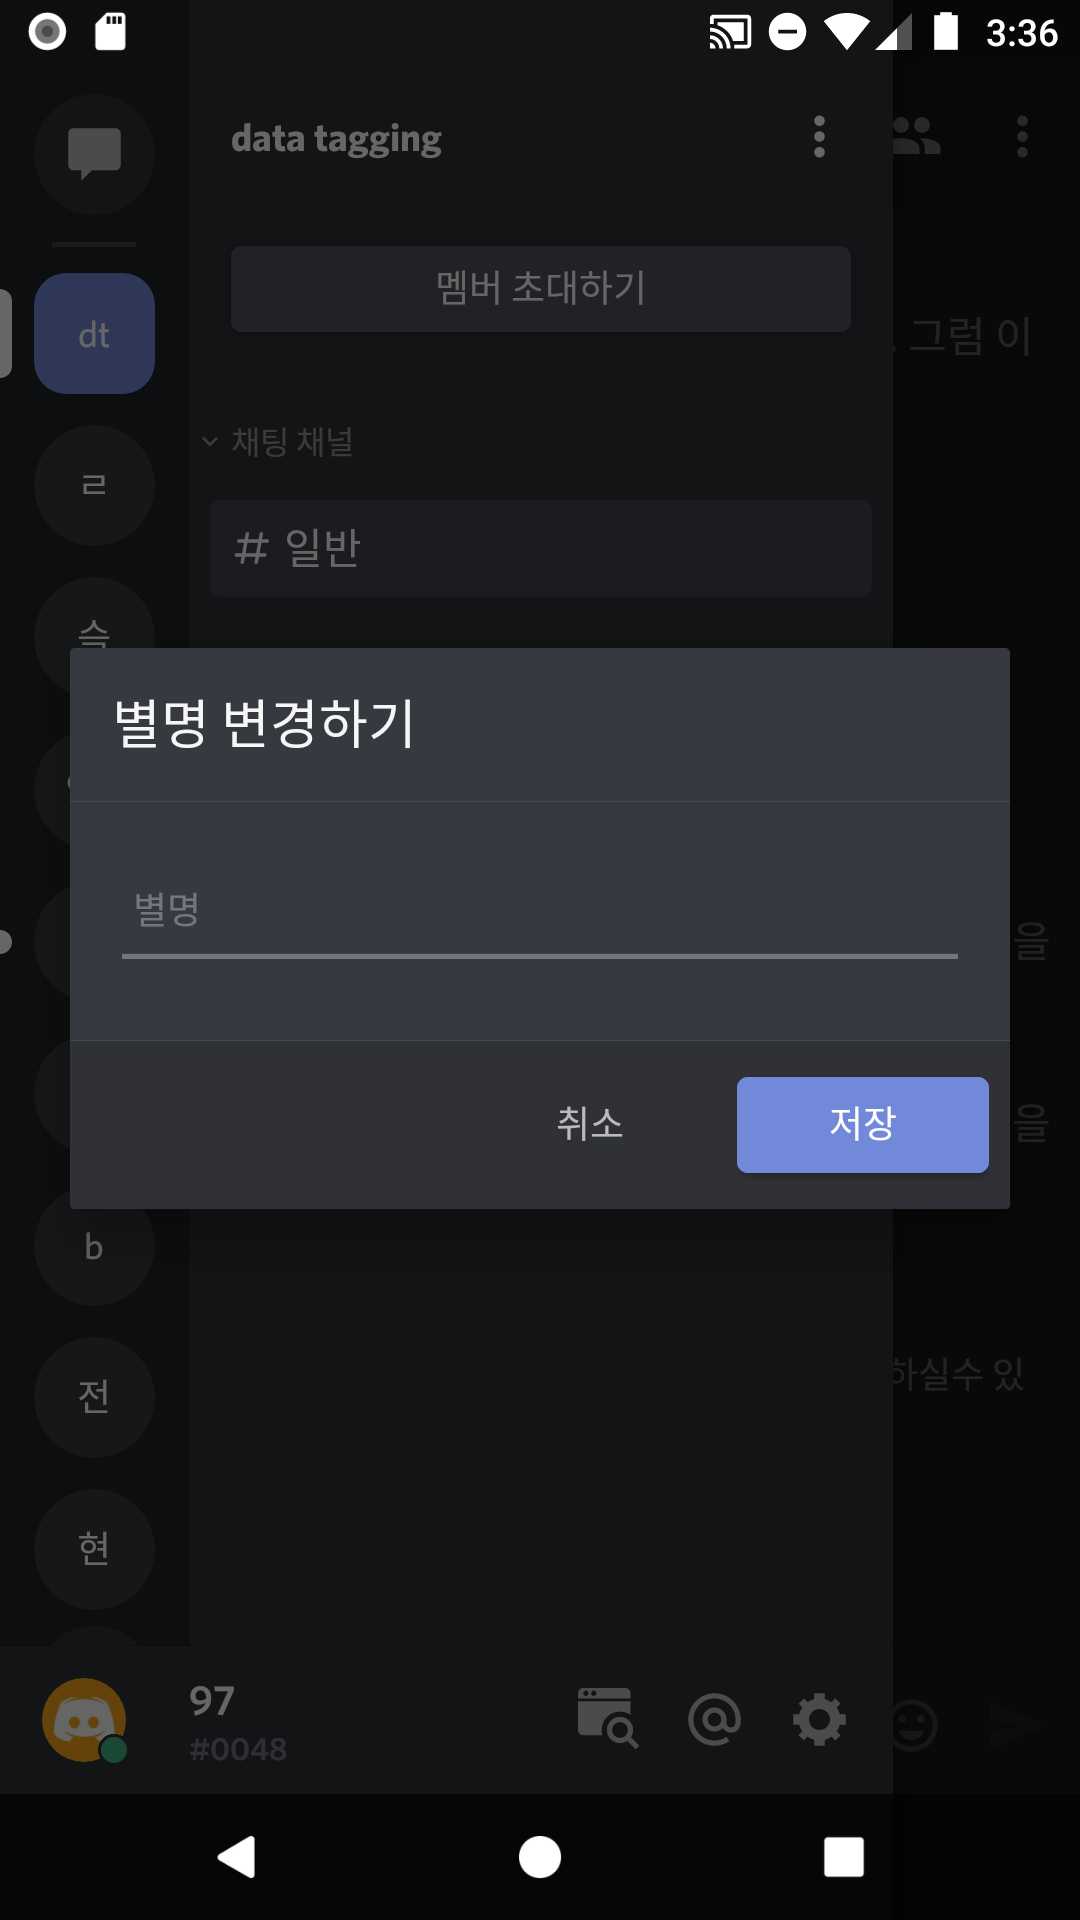 3:36
data tagging
멤버 초대하기
dt
그럼 이
채팅 채널
ㄹ
# 일반
슥
별명 변경하기
별명
을
취소
저장
을
b
하실수 있
전
현
97
#0048